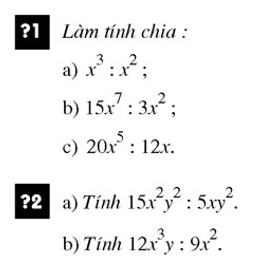 ?1 Làm tính chia :
a) x³ : x² ;
b) 15x⁷ : 3x² ;
c) 20x⁵ : 12x.
?2 a) Tính 15x²y² : 5xy².
b) Tính 12x³y : 9x².